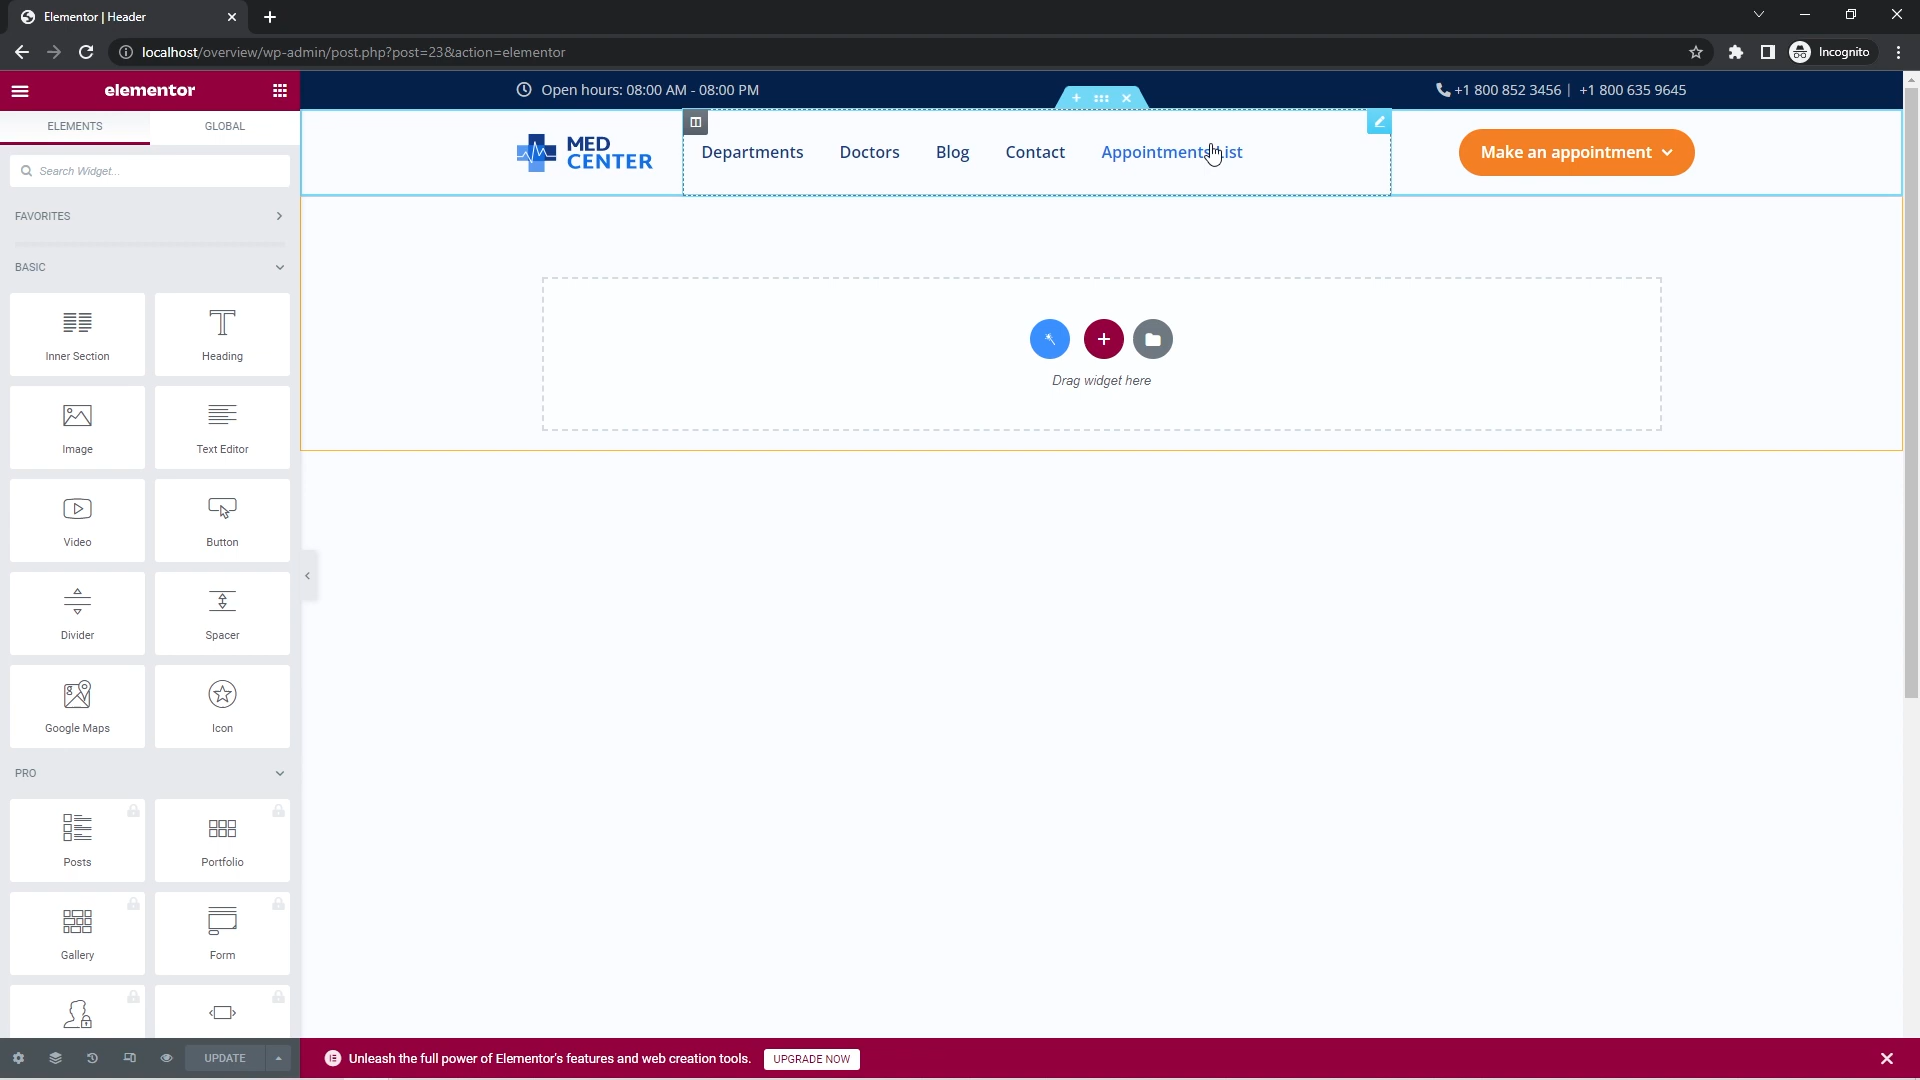 Elementor | Header
localhost/overview/wp-admin/post.php?post=23&action=elementor
Incognito
elementor
ELEMENTS
GLOBAL
Search Widget...
FAVORITES
BASIC
Inner Section
Heading
Image
Text Editor
Video
Button
Divider
Spacer
Google Maps
Icon
PRO
Posts
Portfolio
Gallery
Form
UPDATE
Open hours: 08:00 AM - 08:00 PM
+1 800 852 3456 | +1 800 635 9645
MED
CENTER
Departments
Doctors
Blog
Contact
Appointments List
Make an appointment
Drag widget here
Unleash the full power of Elementor's features and web creation tools.
UPGRADE NOW